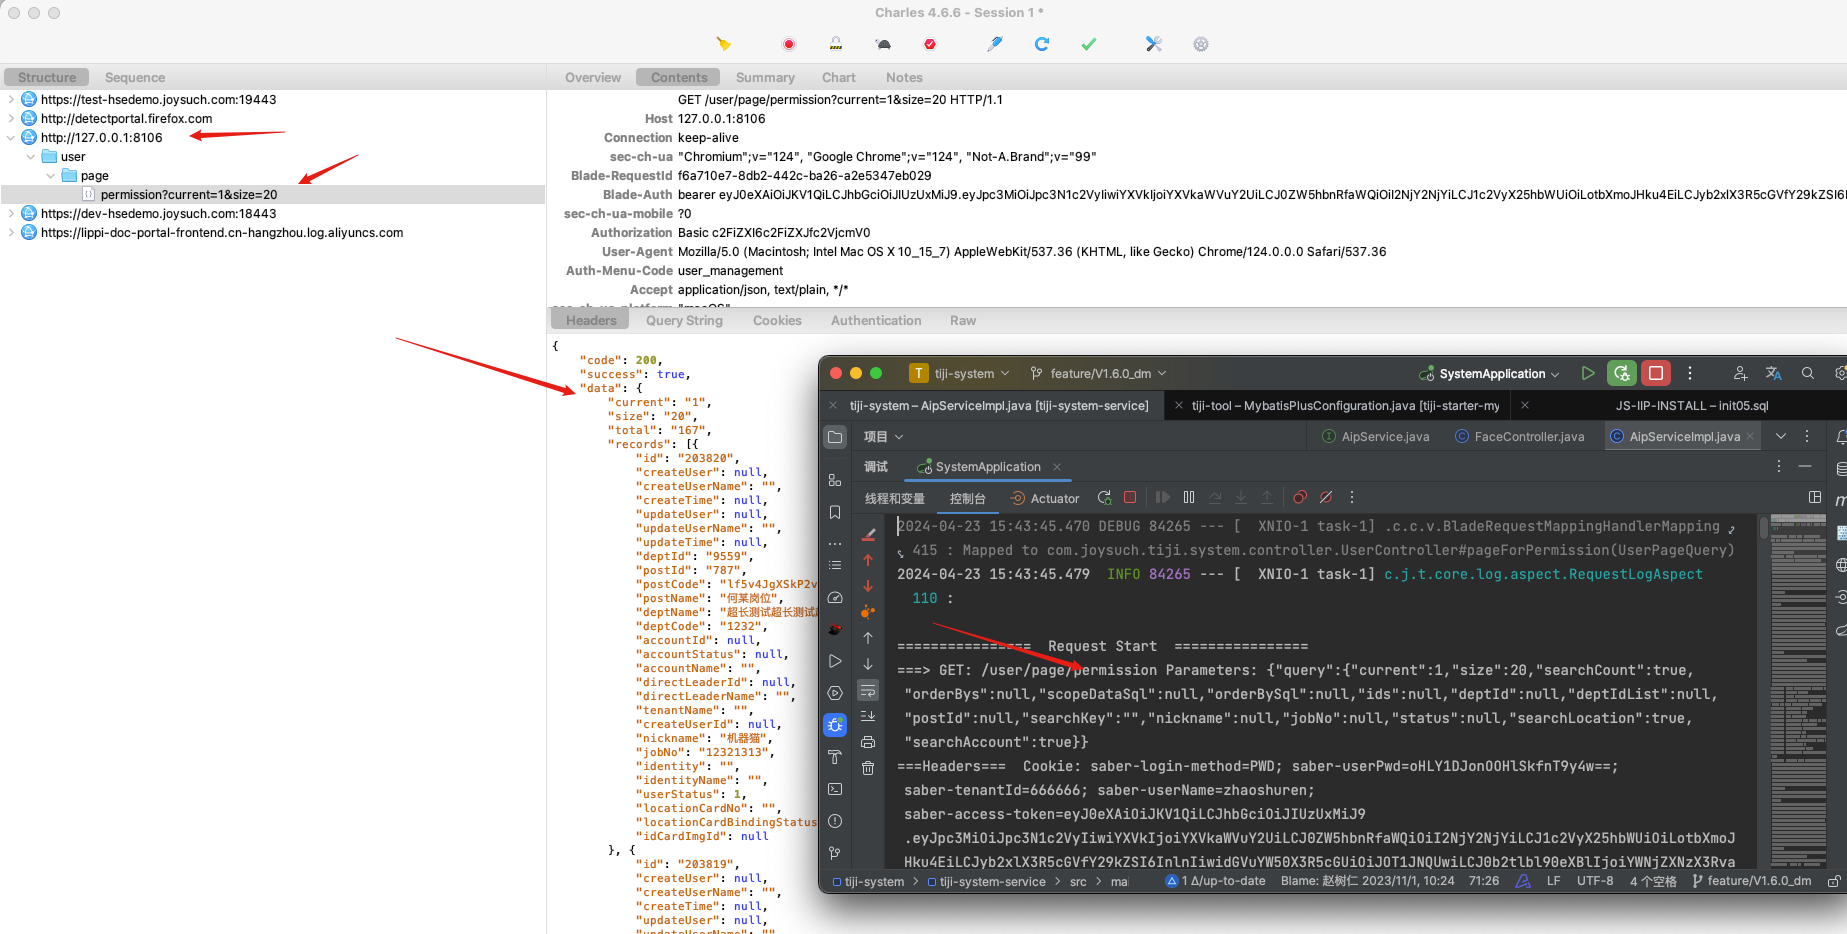 Charles 4.6.6 - Session 1 *
Structure
Sequence
https://test-hsedemo.joysuch.com:19443
http://detectportal.firefox.com
http://127.0.0.1:8106
user
page
permission?current=1&size=20
https://dev-hsedemo.joysuch.com:18443
https://lippi-doc-portal-frontend.cn-hangzhou.log.aliyuncs.com
Overview
Contents
Summary
Chart
Notes
GET /user/page/permission?current=1&size=20 HTTP/1.1
Host 127.0.0.1:8106
Connection keep-alive
sec-ch-ua "Chromium";v="124", "Google Chrome";v="124", "Not-A.Brand";v="99"
Blade-RequestId f6a710e7-8db2-442c-ba26-a2e5347eb029
Blade-Auth bearer eyJ0eXAiOiJKV1QiLCJhbGciOiJIUzUxMiJ9.eyJpc3MiOiJpc3N1c2VyIiwiYXVkIjoiYXVkaWVuY2UiLCJ0ZW5hbnRfaWQiOiI2NjY2NjYiLCJ1c2VyX25hbWUiOiLotbXmoJHku4EiLCJyb2xlX3R5cGVfY29kZSI6I
sec-ch-ua-mobile ?0
Authorization Basic c2FiZXI6c2FiZXJfc2VjcmV0
User-Agent Mozilla/5.0 (Macintosh; Intel Mac OS X 10_15_7) AppleWebKit/537.36 (KHTML, like Gecko) Chrome/124.0.0.0 Safari/537.36
Auth-Menu-Code user_management
Accept application/json, text/plain, */*
sec-ch-ua-platform "macOS"
Headers
Query String
Cookies
Authentication
Raw
{
"code": 200,
"success": true,
"data": {
"current": "1",
"size": "20",
"total": "167",
"records": [{
"id": "203820",
"createUser": null,
"createUserName": "",
"createTime": null,
"updateUser": null,
"updateUserName": "",
"updateTime": null,
"deptId": "9559",
"postId": "787",
"postCode": "lf5v4JgXSkP2v
"postName": "何某岗位",
"deptName": "超长测试超长测试
"deptCode": "1232",
"accountId": null,
"accountStatus": null,
"accountName": "",
"directLeaderId": null,
"directLeaderName": "",
"tenantName": "",
"createUserId": null,
"nickname": "机器猫",
"jobNo": "12321313",
"identity": "",
"identityName": "",
"userStatus": 1,
"locationCardNo": "",
"locationCardBindingStatus
"idCardImgId": null
}, {
"id": "203819",
"createUser": null,
"createUserName": "",
"createTime": null,
"updateUser": null,
"updateUserName": ""
T tiji-system
feature/V1.6.0_dm
SystemApplication
tiji-system – AipServiceImpl.java [tiji-system-service]
tiji-tool – MybatisPlusConfiguration.java [tiji-starter-my
JS-IIP-INSTALL – init05.sql
项目
AipService.java
FaceController.java
AipServiceImpl.java
调试
SystemApplication
线程和变量
控制台
Actuator
2024-04-23 15:43:45.470 DEBUG 84265 --- [  XNIO-1 task-1] .c.c.v.BladeRequestMappingHandlerMapping
415 : Mapped to com.joysuch.tiji.system.controller.UserController#pageForPermission(UserPageQuery)
2024-04-23 15:43:45.479  INFO 84265 --- [  XNIO-1 task-1] c.j.t.core.log.aspect.RequestLogAspect
110 :
================  Request Start  ================
===> GET: /user/page/permission Parameters: {"query":{"current":1,"size":20,"searchCount":true,
"orderBys":null,"scopeDataSql":null,"orderBySql":null,"ids":null,"deptId":null,"deptIdList":null,
"postId":null,"searchKey":"","nickname":null,"jobNo":null,"status":null,"searchLocation":true,
"searchAccount":true}}
===Headers===  Cookie: saber-login-method=PWD; saber-userPwd=oHLY1DJonOOHlSkfnT9y4w==;
saber-tenantId=666666; saber-userName=zhaoshuren;
saber-access-token=eyJ0eXAiOiJKV1QiLCJhbGciOiJIUzUxMiJ9
.eyJpc3MiOiJpc3N1c2VyIiwiYXVkIjoiYXVkaWVuY2UiLCJ0ZW5hbnRfaWQiOiI2NjY2NjYiLCJ1c2VyX25hbWUiOiLotbXmoJ
Hku4EiLCJyb2xlX3R5cGVfY29kZSI6InlnIiwidGVuYW50X3R5cGUiOiJOT1JNQUwiLCJ0b2tlbl90eXBlIjoiYWNjZXNzX3Rva
tiji-system > tiji-system-service > src > mai
1 Δ/up-to-date
Blame: 赵树仁 2023/11/1, 10:24
71:26
LF
UTF-8
4 个空格
feature/V1.6.0_dm